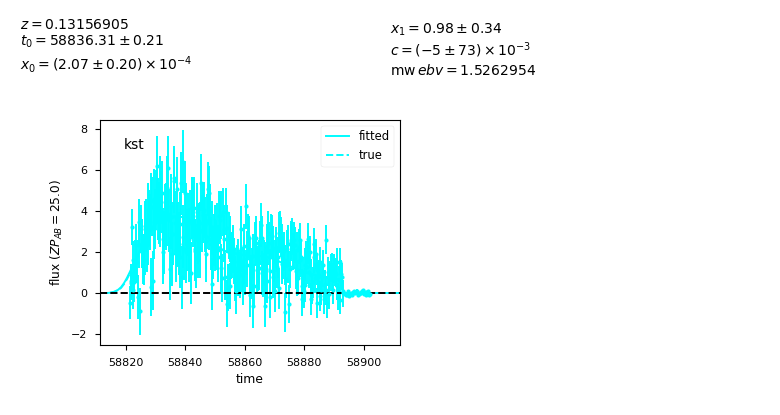 z = 0.13156905
t₀ = 58836.31 ± 0.21
x₀ = (2.07 ± 0.20) × 10⁻⁴
x₁ = 0.98 ± 0.34
c = (−5 ± 73) × 10⁻³
mw ebv = 1.5262954
kst
fitted
true
flux (ZP_AB = 25.0)
8
6
4
2
0
−2
58820 58840 58860 58880 58900
time